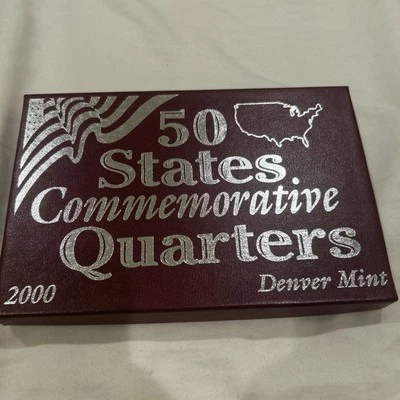 50
States
Commemorative
Quarters
2000 Denver Mint